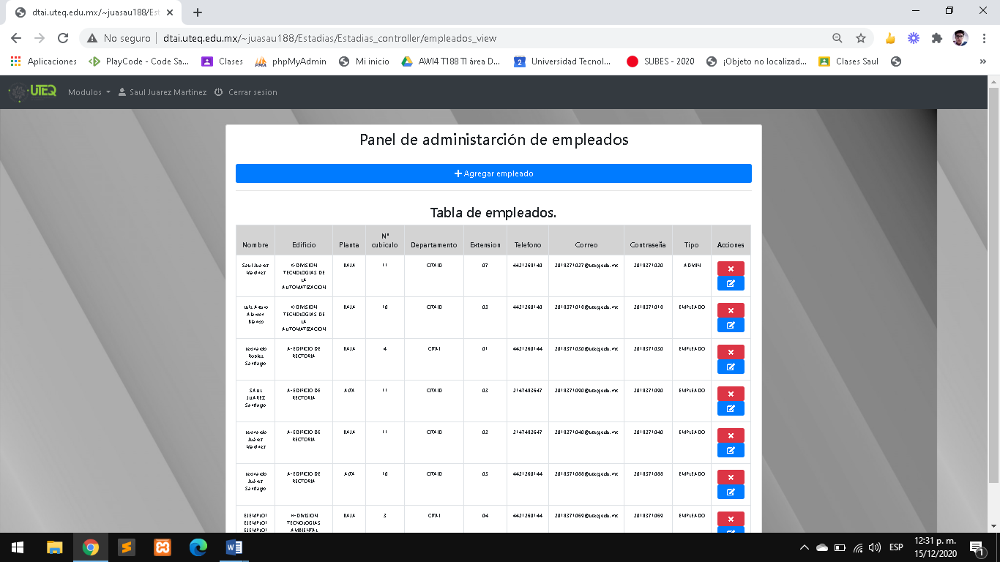 dtai.uteq.edu.mx/~juasau188/Est
No seguro | dtai.uteq.edu.mx/~juasau188/Estadias/Estadias_controller/empleados_view
Aplicaciones PlayCode - Code Sa... Clases phpMyAdmin Mi inicio AWI4 T188 TI área D... Universidad Tecnol... SUBES - 2020 ¡Objeto no localizad... Clases Saul »
UTEQ Modulos Saul Juarez Martinez Cerrar sesion
Panel de administarción de empleados
Agregar empleado
Tabla de empleados.
Nombre Edificio Planta N° cubiculo Departamento Extension Telefono Correo Contraseña Tipo Acciones
Saul Juarez Martinez K-DIVISION TECNOLOGIAS DE LA AUTOMATIZACION BAJA 11 CITAID 07 4421269140 2018371027@uteq.edu.mx 2018371020 ADMIN
Luis Arturo Alarcon Blanco K-DIVISION TECNOLOGIAS DE LA AUTOMATIZACION BAJA 10 CITAID 03 4421260140 2018371018@uteq.edu.mx 2018371018 EMPLEADO
Leonardo Robles Santiago A-EDIFICIO DE RECTORIA BAJA 4 CITAI 01 4421260144 2018371030@uteq.edu.mx 2018371030 EMPLEADO
SAUL JUAREZ Santiago A-EDIFICIO DE RECTORIA ALTA 11 CITAID 03 2147483647 2018371090@uteq.edu.mx 2018371090 EMPLEADO
Leonardo Juárez Martinez A-EDIFICIO DE RECTORIA BAJA 11 CITAID 03 2147483647 2018371040@uteq.edu.mx 2018371040 EMPLEADO
Leonardo Juárez Santiago A-EDIFICIO DE RECTORIA ALTA 10 CITAID 03 4421260144 2018371088@uteq.edu.mx 2018371088 EMPLEADO
EJEMPLO! EJEMPLO! EJEMPLO! H-DIVISION TECNOLOGIAS AMBIENTAL BAJA 3 CITAI 04 4421260144 2018371069@uteq.edu.mx 2018371069 EMPLEADO
ESP 12:31 p. m.
15/12/2020
1